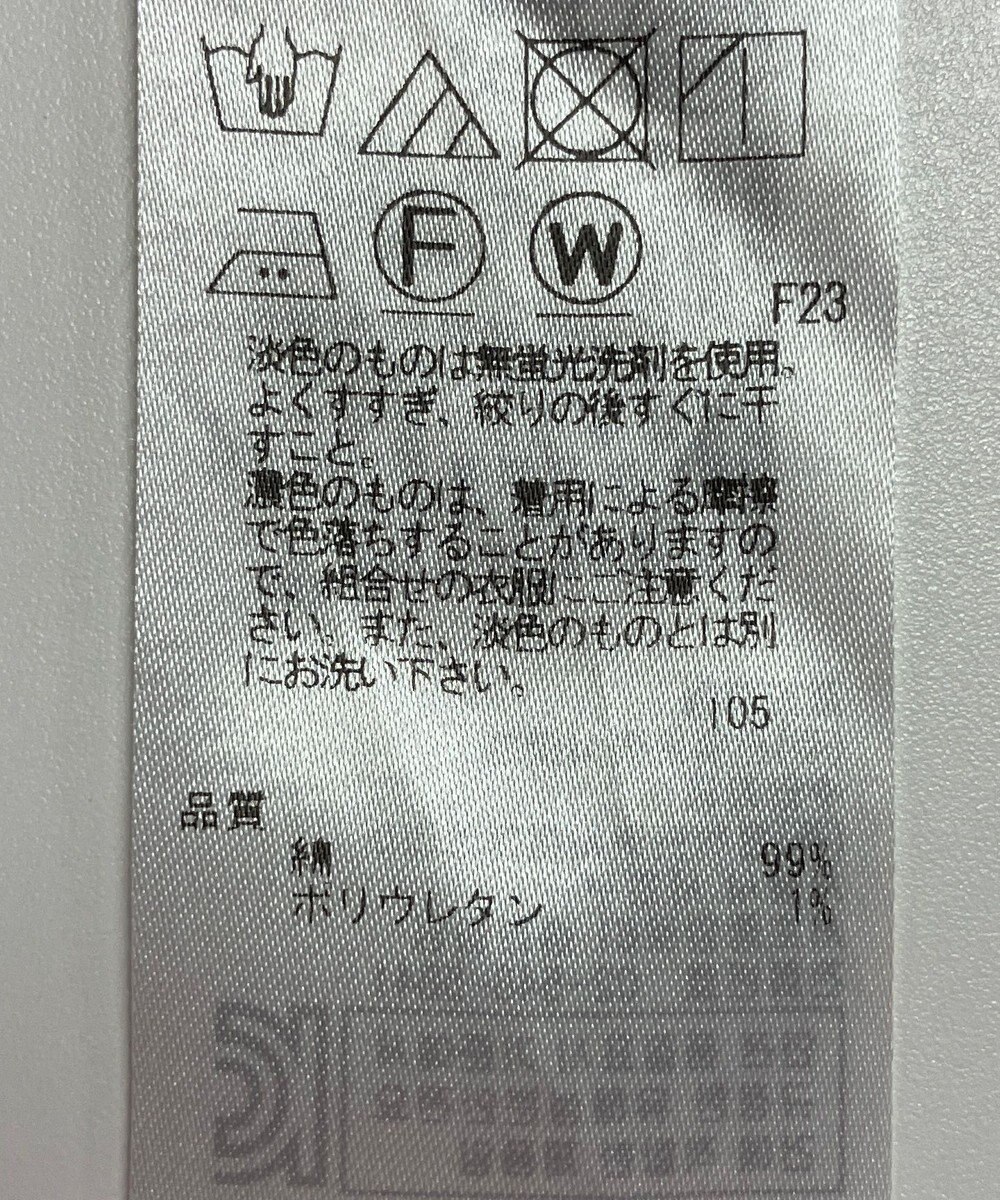 F
W
F23
淡色のものは無蛍光洗剤を使用、
よくすすぎ、絞りの後すぐに干
すこと。
濃色のものは、着用による摩擦
で色落ちすることがありますの
で、組合せの衣服にご注意くだ
さい。また、淡色のものとは別
にお洗い下さい。
I05
品質
綿 99%
ポリウレタン 1%